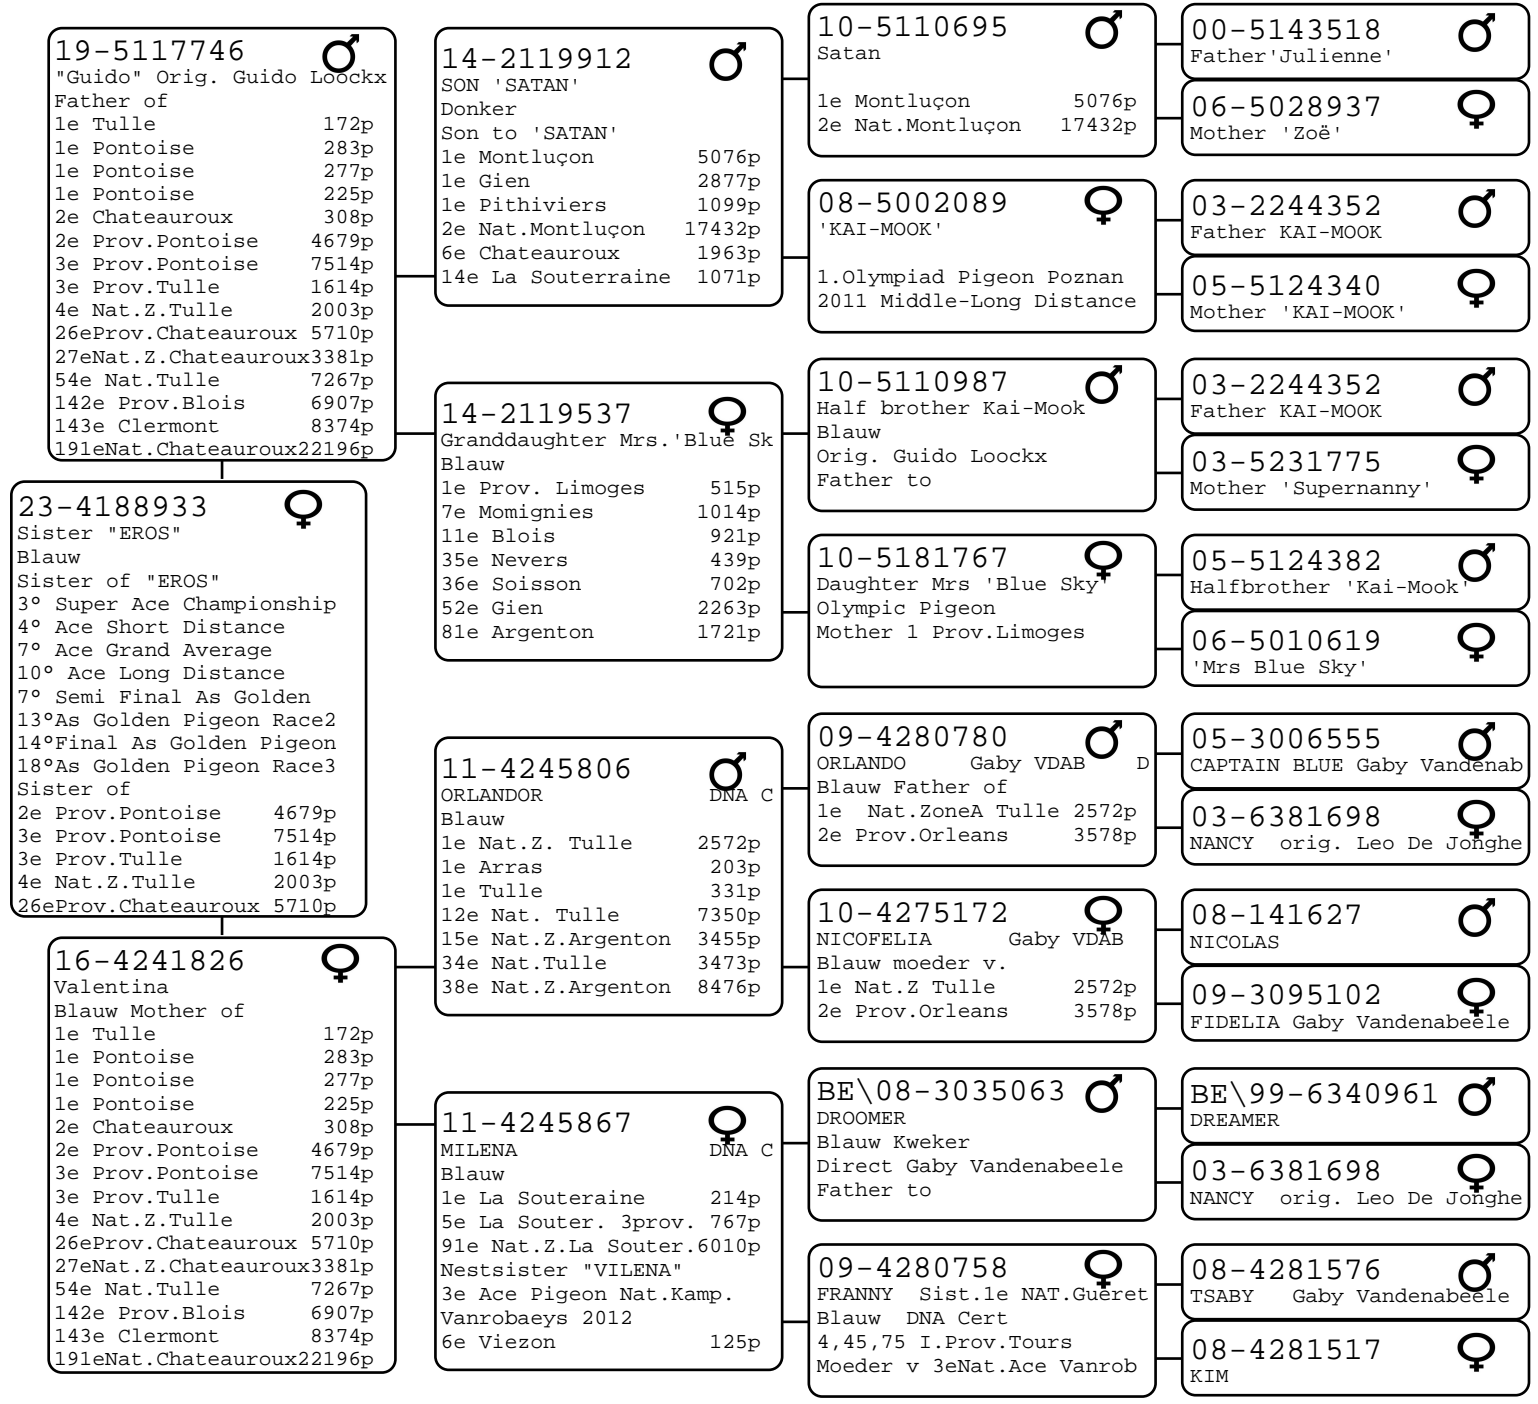 19-5117746
"Guido" Orig. Guido Loockx
Father of
1e Tulle 172p
1e Pontoise 283p
1e Pontoise 277p
1e Pontoise 225p
2e Chateauroux 308p
2e Prov.Pontoise 4679p
3e Prov.Pontoise 7514p
3e Prov.Tulle 1614p
4e Nat.Z.Tulle 2003p
26eProv.Chateauroux 5710p
27eNat.Z.Chateauroux3381p
54e Nat.Tulle 7267p
142e Prov.Blois 6907p
143e Clermont 8374p
191eNat.Chateauroux22196p
23-4188933
Sister "EROS"
Blauw
Sister of "EROS"
3° Super Ace Championship
4° Ace Short Distance
7° Ace Grand Average
10° Ace Long Distance
7° Semi Final As Golden
13°As Golden Pigeon Race2
14°Final As Golden Pigeon
18°As Golden Pigeon Race3
Sister of
2e Prov.Pontoise 4679p
3e Prov.Pontoise 7514p
3e Prov.Tulle 1614p
4e Nat.Z.Tulle 2003p
26eProv.Chateauroux 5710p
16-4241826
Valentina
Blauw Mother of
1e Tulle 172p
1e Pontoise 283p
1e Pontoise 277p
1e Pontoise 225p
2e Chateauroux 308p
2e Prov.Pontoise 4679p
3e Prov.Pontoise 7514p
3e Prov.Tulle 1614p
4e Nat.Z.Tulle 2003p
26eProv.Chateauroux 5710p
27eNat.Z.Chateauroux3381p
54e Nat.Tulle 7267p
142e Prov.Blois 6907p
143e Clermont 8374p
191eNat.Chateauroux22196p
14-2119912
SON 'SATAN'
Donker
Son to 'SATAN'
1e Montluçon 5076p
1e Gien 2877p
1e Pithiviers 1099p
2e Nat.Montluçon 17432p
6e Chateauroux 1963p
14e La Souterraine 1071p
14-2119537
Granddaughter Mrs.'Blue Sk
Blauw
1e Prov. Limoges 515p
7e Momignies 1014p
11e Blois 921p
35e Nevers 439p
36e Soisson 702p
52e Gien 2263p
81e Argenton 1721p
11-4245806
ORLANDOR DNA C
Blauw
1e Nat.Z. Tulle 2572p
1e Arras 203p
1e Tulle 331p
12e Nat. Tulle 7350p
15e Nat.Z.Argenton 3455p
34e Nat.Tulle 3473p
38e Nat.Z.Argenton 8476p
11-4245867
MILENA DNA C
Blauw
1e La Souteraine 214p
5e La Souter. 3prov. 767p
91e Nat.Z.La Souter.6010p
Nestsister "VILENA"
3e Ace Pigeon Nat.Kamp.
Vanrobaeys 2012
6e Viezon 125p
10-5110695
Satan
1e Montluçon 5076p
2e Nat.Montluçon 17432p
08-5002089
'KAI-MOOK'
1.Olympiad Pigeon Poznan
2011 Middle-Long Distance
10-5110987
Half brother Kai-Mook
Blauw
Orig. Guido Loockx
Father to
10-5181767
Daughter Mrs 'Blue Sky'
Olympic Pigeon
Mother 1 Prov.Limoges
09-4280780
ORLANDO Gaby VDAB D
Blauw Father of
1e Nat.ZoneA Tulle 2572p
2e Prov.Orleans 3578p
10-4275172
NICOFELIA Gaby VDAB
Blauw moeder v.
1e Nat.Z Tulle 2572p
2e Prov.Orleans 3578p
BE\08-3035063
DROOMER
Blauw Kweker
Direct Gaby Vandenabeele
Father to
09-4280758
FRANNY Sist.1e NAT.Gueret
Blauw DNA Cert
4,45,75 I.Prov.Tours
Moeder v 3eNat.Ace Vanrob
00-5143518
Father'Julienne'
06-5028937
Mother 'Zoë'
03-2244352
Father KAI-MOOK
05-5124340
Mother 'KAI-MOOK'
03-2244352
Father KAI-MOOK
03-5231775
Mother 'Supernanny'
05-5124382
Halfbrother 'Kai-Mook'
06-5010619
'Mrs Blue Sky'
05-3006555
CAPTAIN BLUE Gaby Vandenab
03-6381698
NANCY orig. Leo De Jonghe
08-141627
NICOLAS
09-3095102
FIDELIA Gaby Vandenabeele
BE\99-6340961
DREAMER
03-6381698
NANCY orig. Leo De Jonghe
08-4281576
TSABY Gaby Vandenabeele
08-4281517
KIM